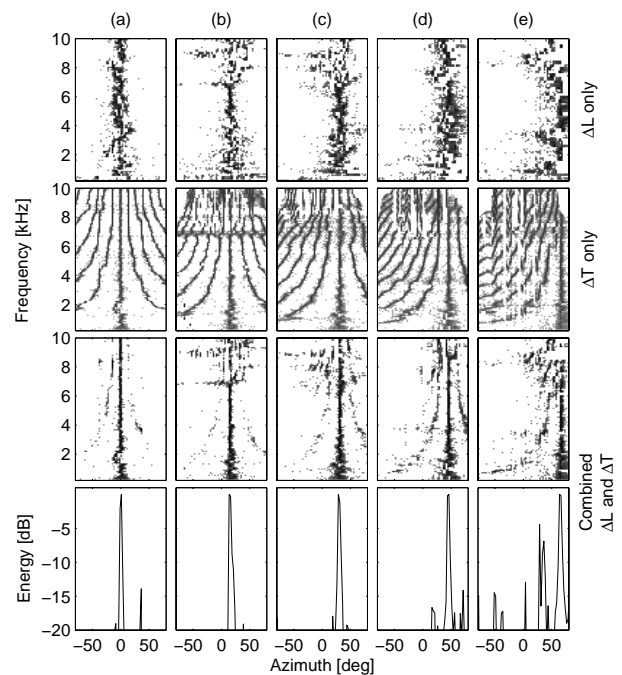 (a) (b) (c) (d) (e)
10
8
6
4
2
ΔL only
Frequency [kHz]
10
8
6
4
2
ΔT only
10
8
6
4
2
Combined
ΔL and ΔT
Energy [dB]
−5
−10
−15
−20
−50 0 50 −50 0 50 −50 0 50 −50 0 50 −50 0 50
Azimuth [deg]